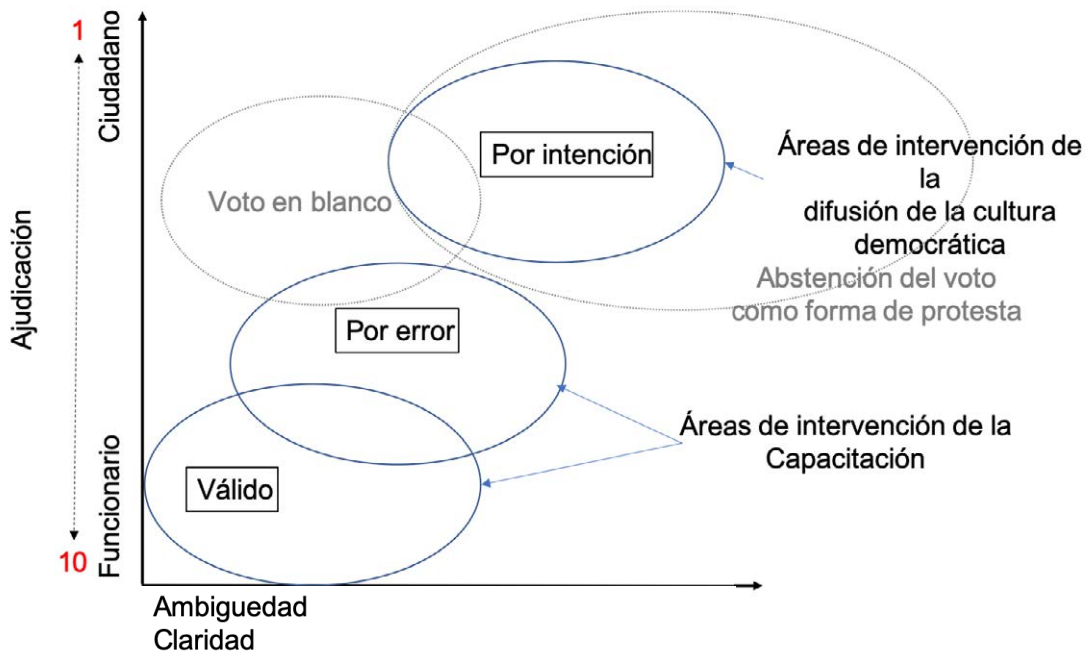 1
Ciudadano
Ajudicación
Funcionario
10
Por intención
Voto en blanco
Áreas de intervención de
la
difusión de la cultura
democrática
Abstención del voto
como forma de protesta
Por error
Áreas de intervención de la
Capacitación
Válido
Ambiguedad
Claridad